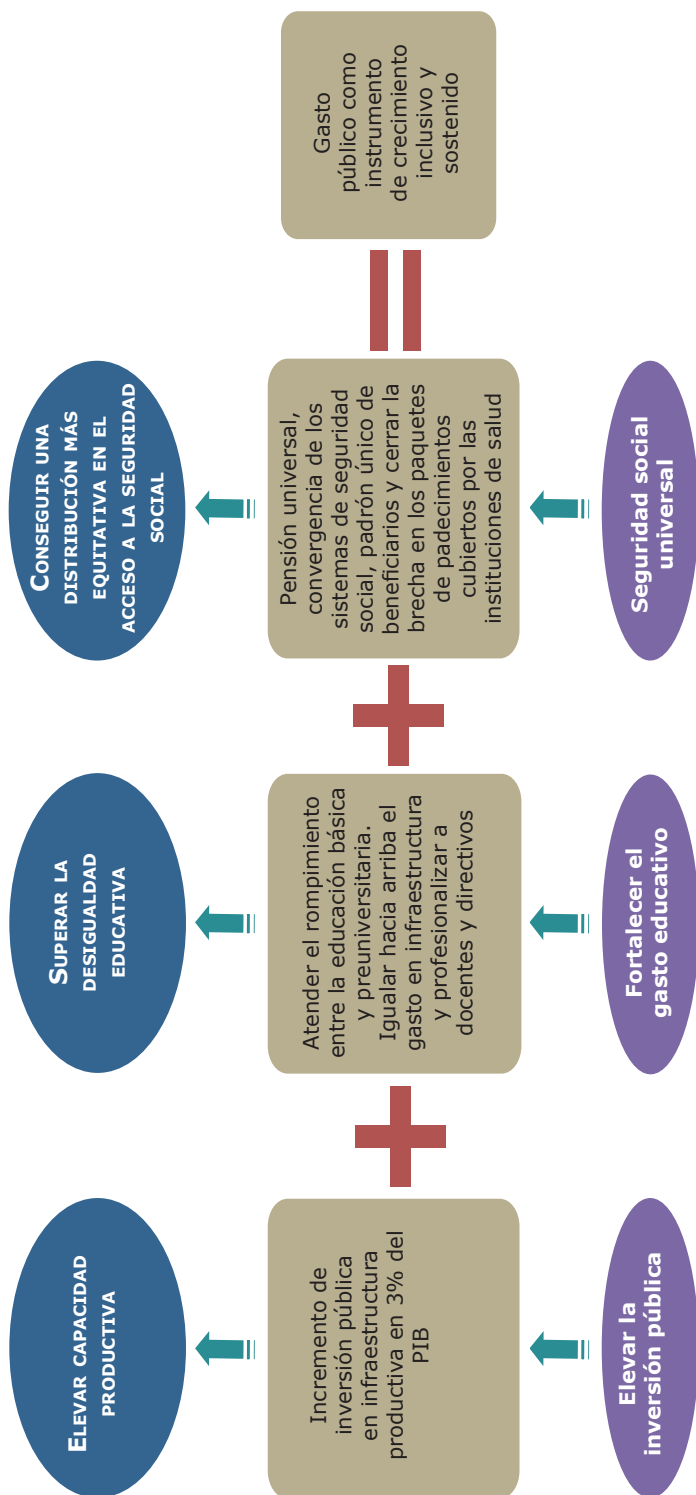 ELEVAR CAPACIDAD
PRODUCTIVA
SUPERAR LA
DESIGUALDAD
EDUCATIVA
CONSEGUIR UNA
DISTRIBUCIÓN MÁS
EQUITATIVA EN EL
ACCESO A LA SEGURIDAD
SOCIAL
Incremento de
inversión pública
en infraestructura
productiva en 3% del
PIB
Atender el rompimiento
entre la educación básica
y preuniversitaria.
Igualar hacia arriba el
gasto en infraestructura
y profesionalizar a
docentes y directivos
Pensión universal,
convergencia de los
sistemas de seguridad
social, padrón único de
beneficiarios y cerrar la
brecha en los paquetes
de padecimientos
cubiertos por las
instituciones de salud
Gasto
público como
instrumento
de crecimiento
inclusivo y
sostenido
Elevar la
inversión pública
Fortalecer el
gasto educativo
Seguridad social
universal